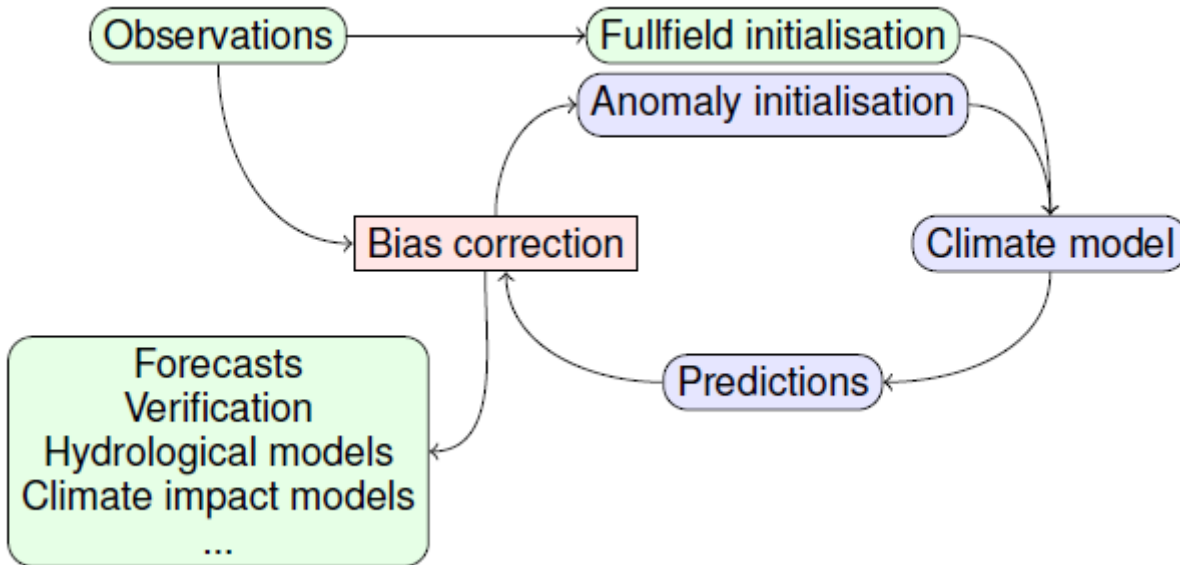 Observations
Fullfield initialisation
Anomaly initialisation
Bias correction
Climate model
Predictions
Forecasts
Verification
Hydrological models
Climate impact models
...